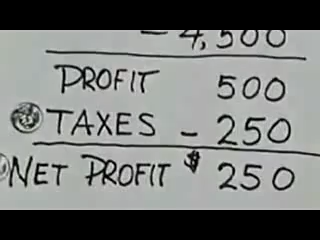 - 4,500
PROFIT 500
TAXES - 250
NET PROFIT $ 250